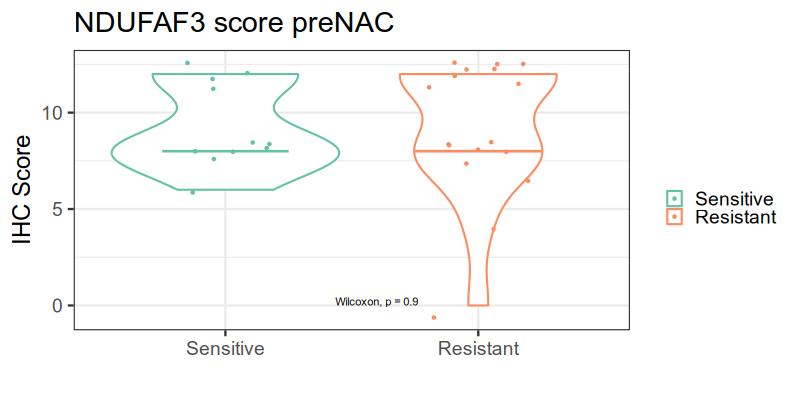 NDUFAF3 score preNAC
IHC Score
10
5
0
Wilcoxon, p = 0.9
Sensitive
Resistant
Sensitive
Resistant